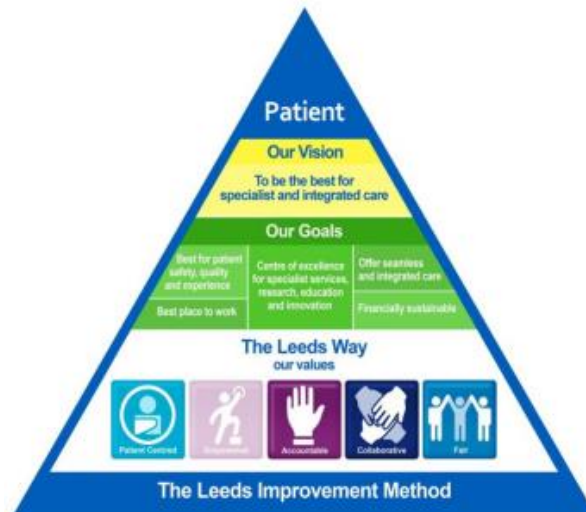 Patient
Our Vision
To be the best for
specialist and integrated care
Our Goals
Best for patient
safety, quality
and experience
Best place to work
Centre of excellence
for specialist services,
research, education
and innovation
Offer seamless
and integrated care
Financially sustainable
The Leeds Way
our values
Patient Centred
Accountable
Collaborative
Fair
The Leeds Improvement Method